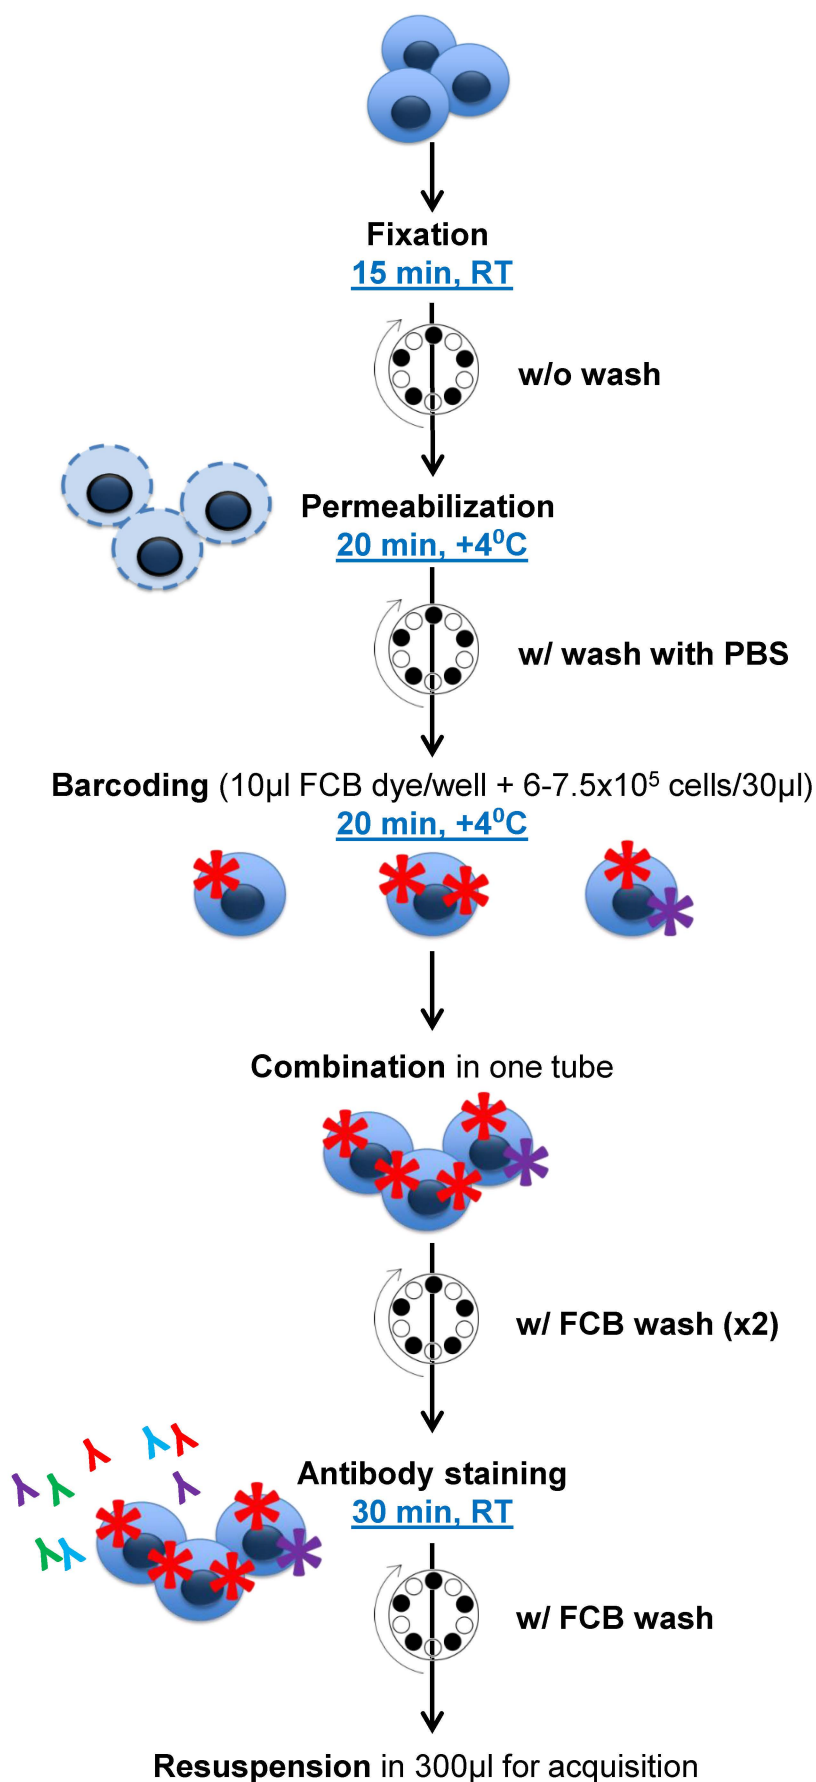 Fixation
15 min, RT
w/o wash
Permeabilization
20 min, +4⁰C
w/ wash with PBS
Barcoding (10µl FCB dye/well + 6-7.5x10⁵ cells/30µl)
20 min, +4⁰C
Combination in one tube
w/ FCB wash (x2)
Antibody staining
30 min, RT
w/ FCB wash
Resuspension in 300µl for acquisition